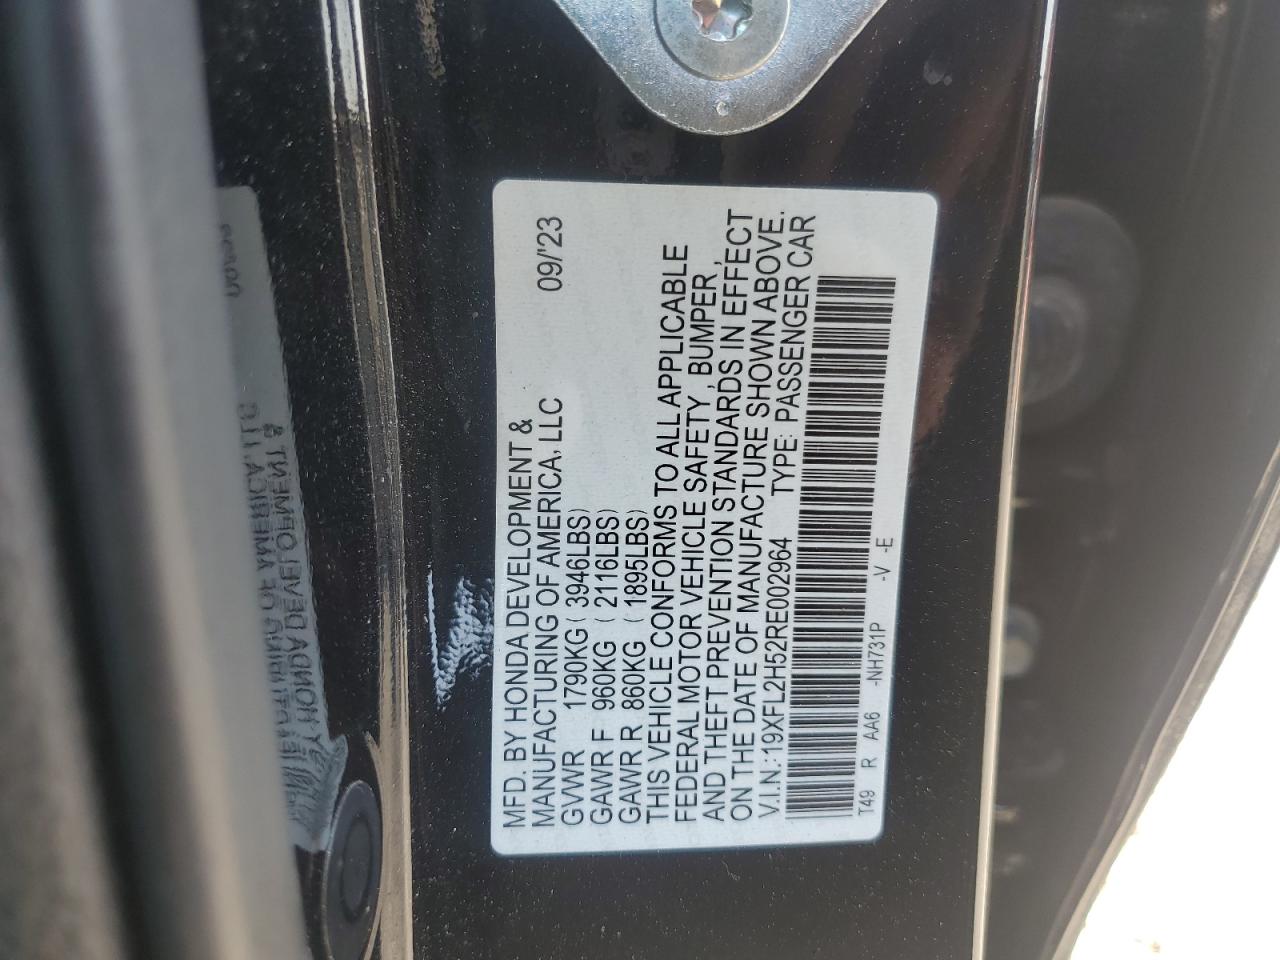 MFD. BY HONDA DEVELOPMENT &
MANUFACTURING OF AMERICA, LLC 09/'23
GVWR 1790KG ( 3946LBS)
GAWR F 960KG ( 2116LBS)
GAWR R 860KG ( 1895LBS)
THIS VEHICLE CONFORMS TO ALL APPLICABLE
FEDERAL MOTOR VEHICLE SAFETY, BUMPER,
AND THEFT PREVENTION STANDARDS IN EFFECT
ON THE DATE OF MANUFACTURE SHOWN ABOVE.
V.I.N.: 19XFL2H52RE002964 TYPE: PASSENGER CAR
T49 R AA6 -NH731P -V -E